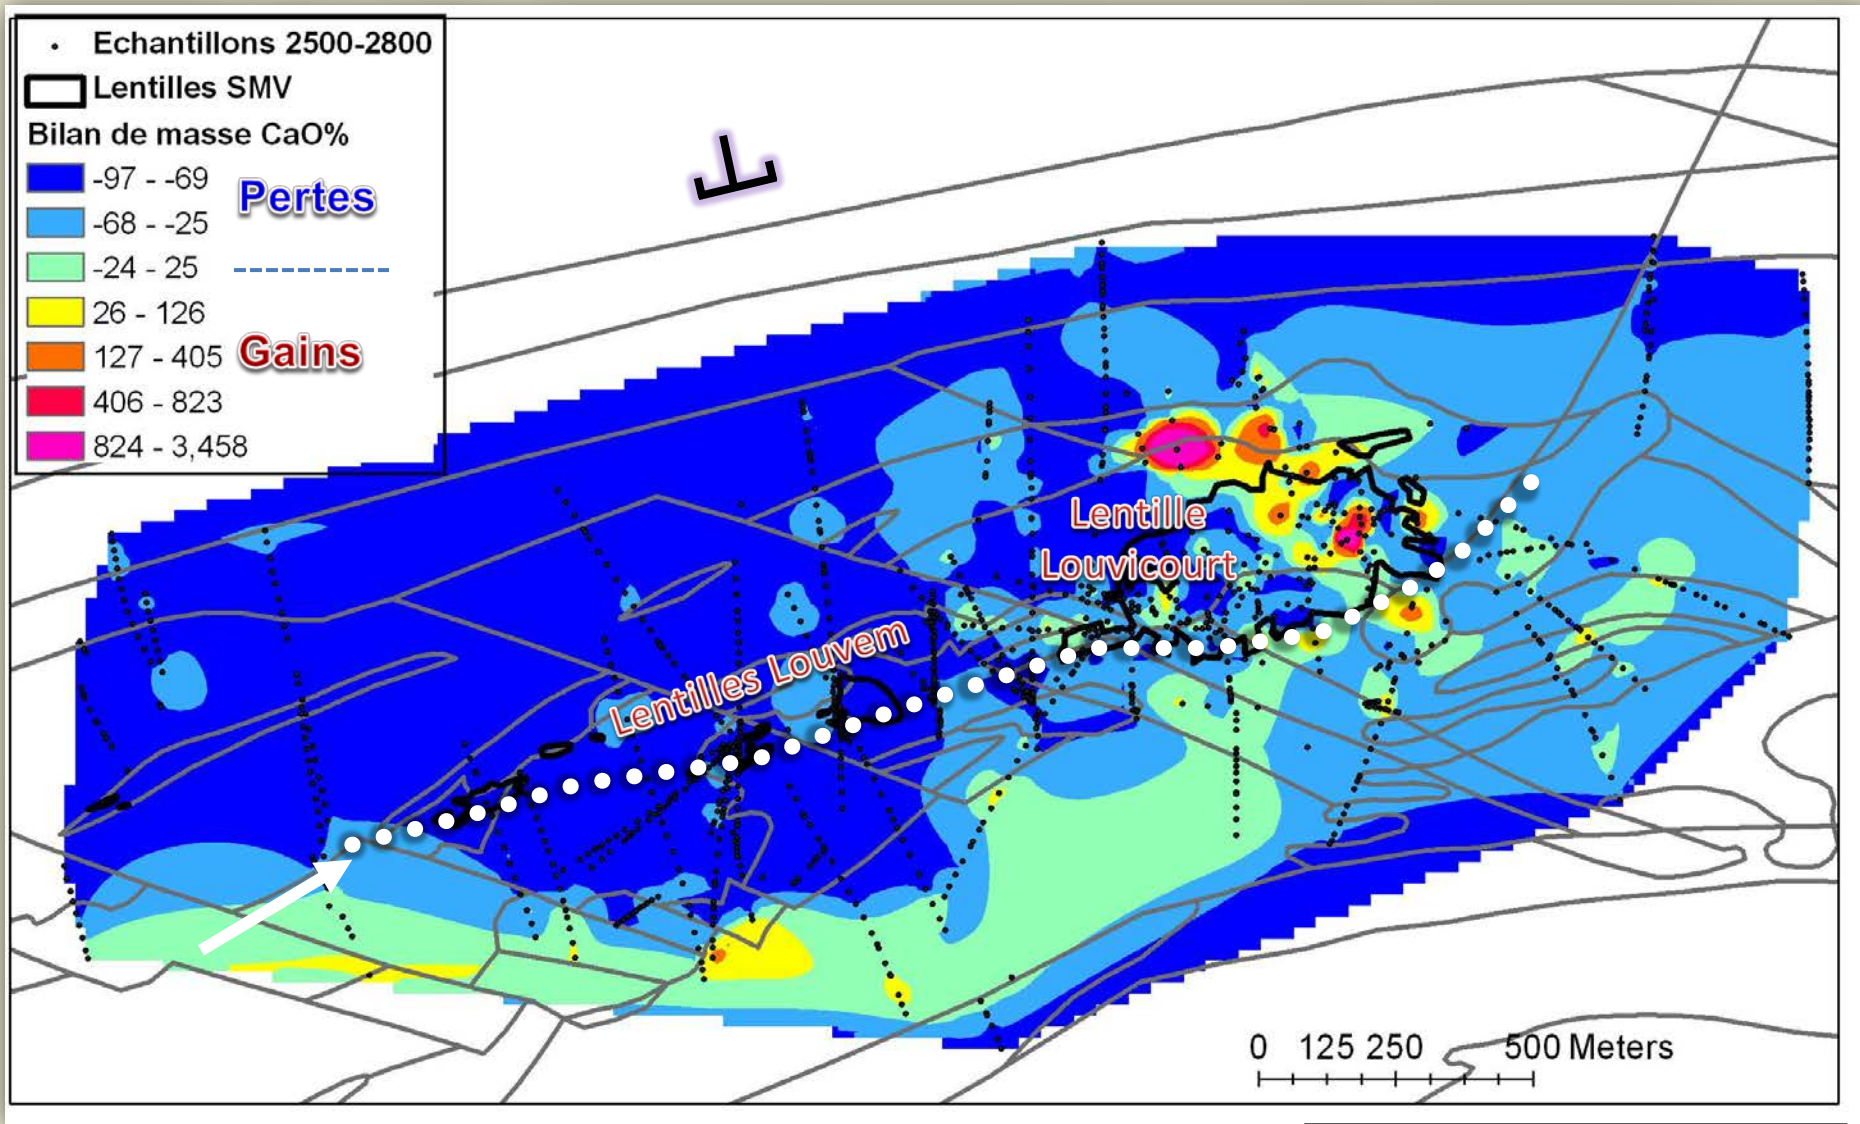 Echantillons 2500-2800
Lentilles SMV
Bilan de masse CaO%
-97 - -69
Pertes
-68 - -25
-24 - 25
26 - 126
Gains
127 - 405
406 - 823
824 - 3,458
Lentille
Louvicourt
Lentilles Louvem
0 125 250 500 Meters